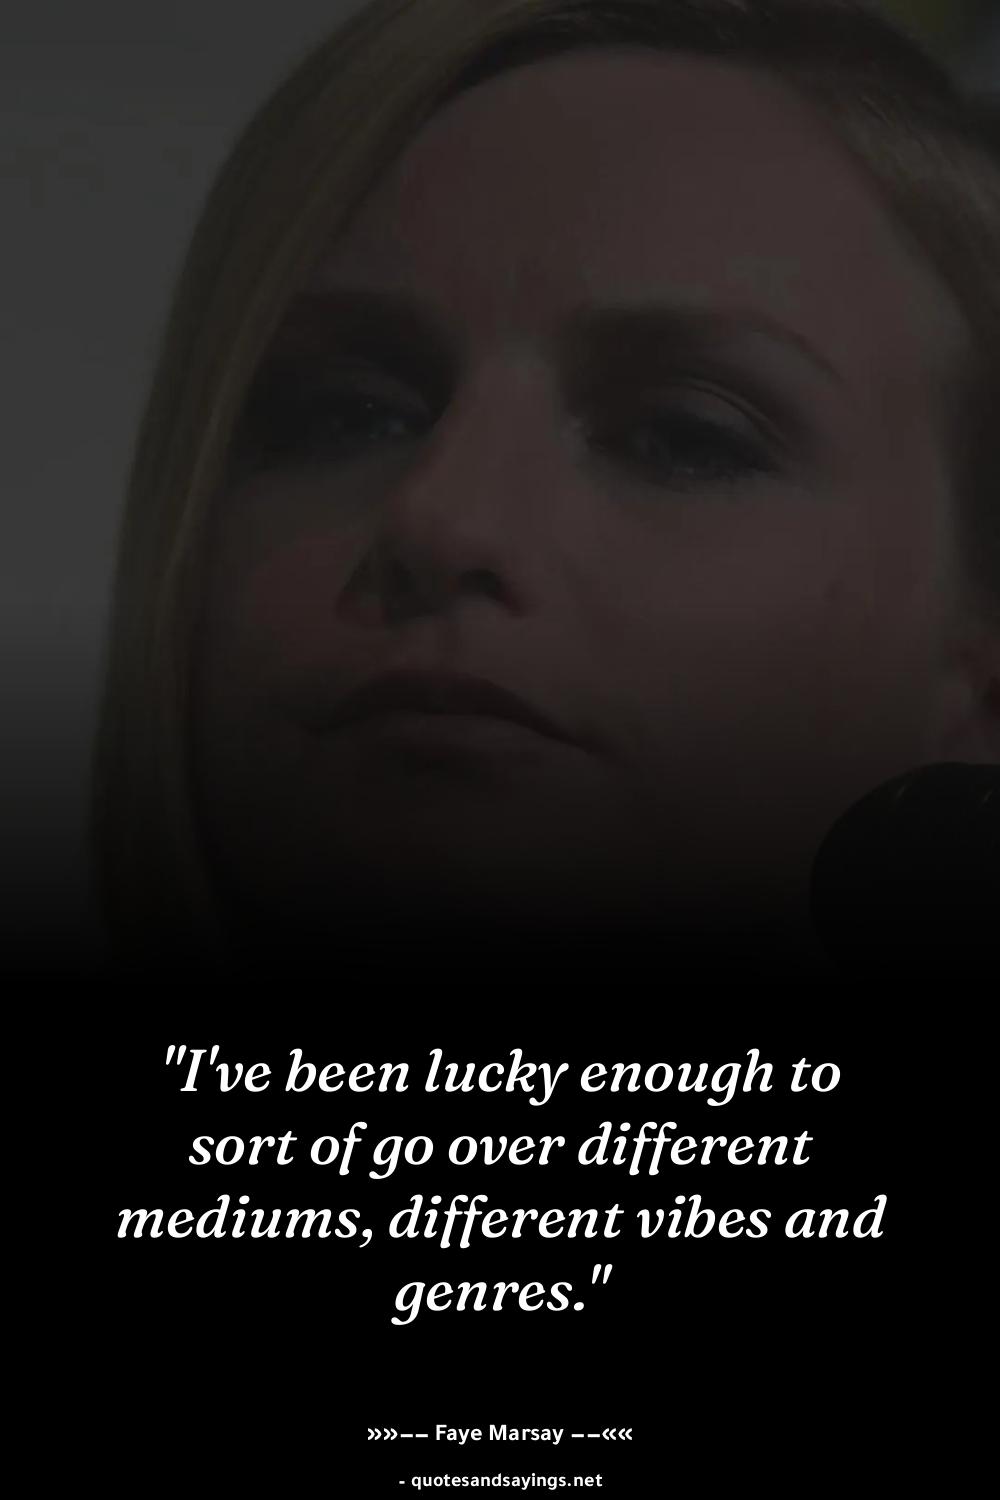 "I've been lucky enough to
sort of go over different
mediums, different vibes and
genres."
»»–– Faye Marsay ––««
- quotesandsayings.net